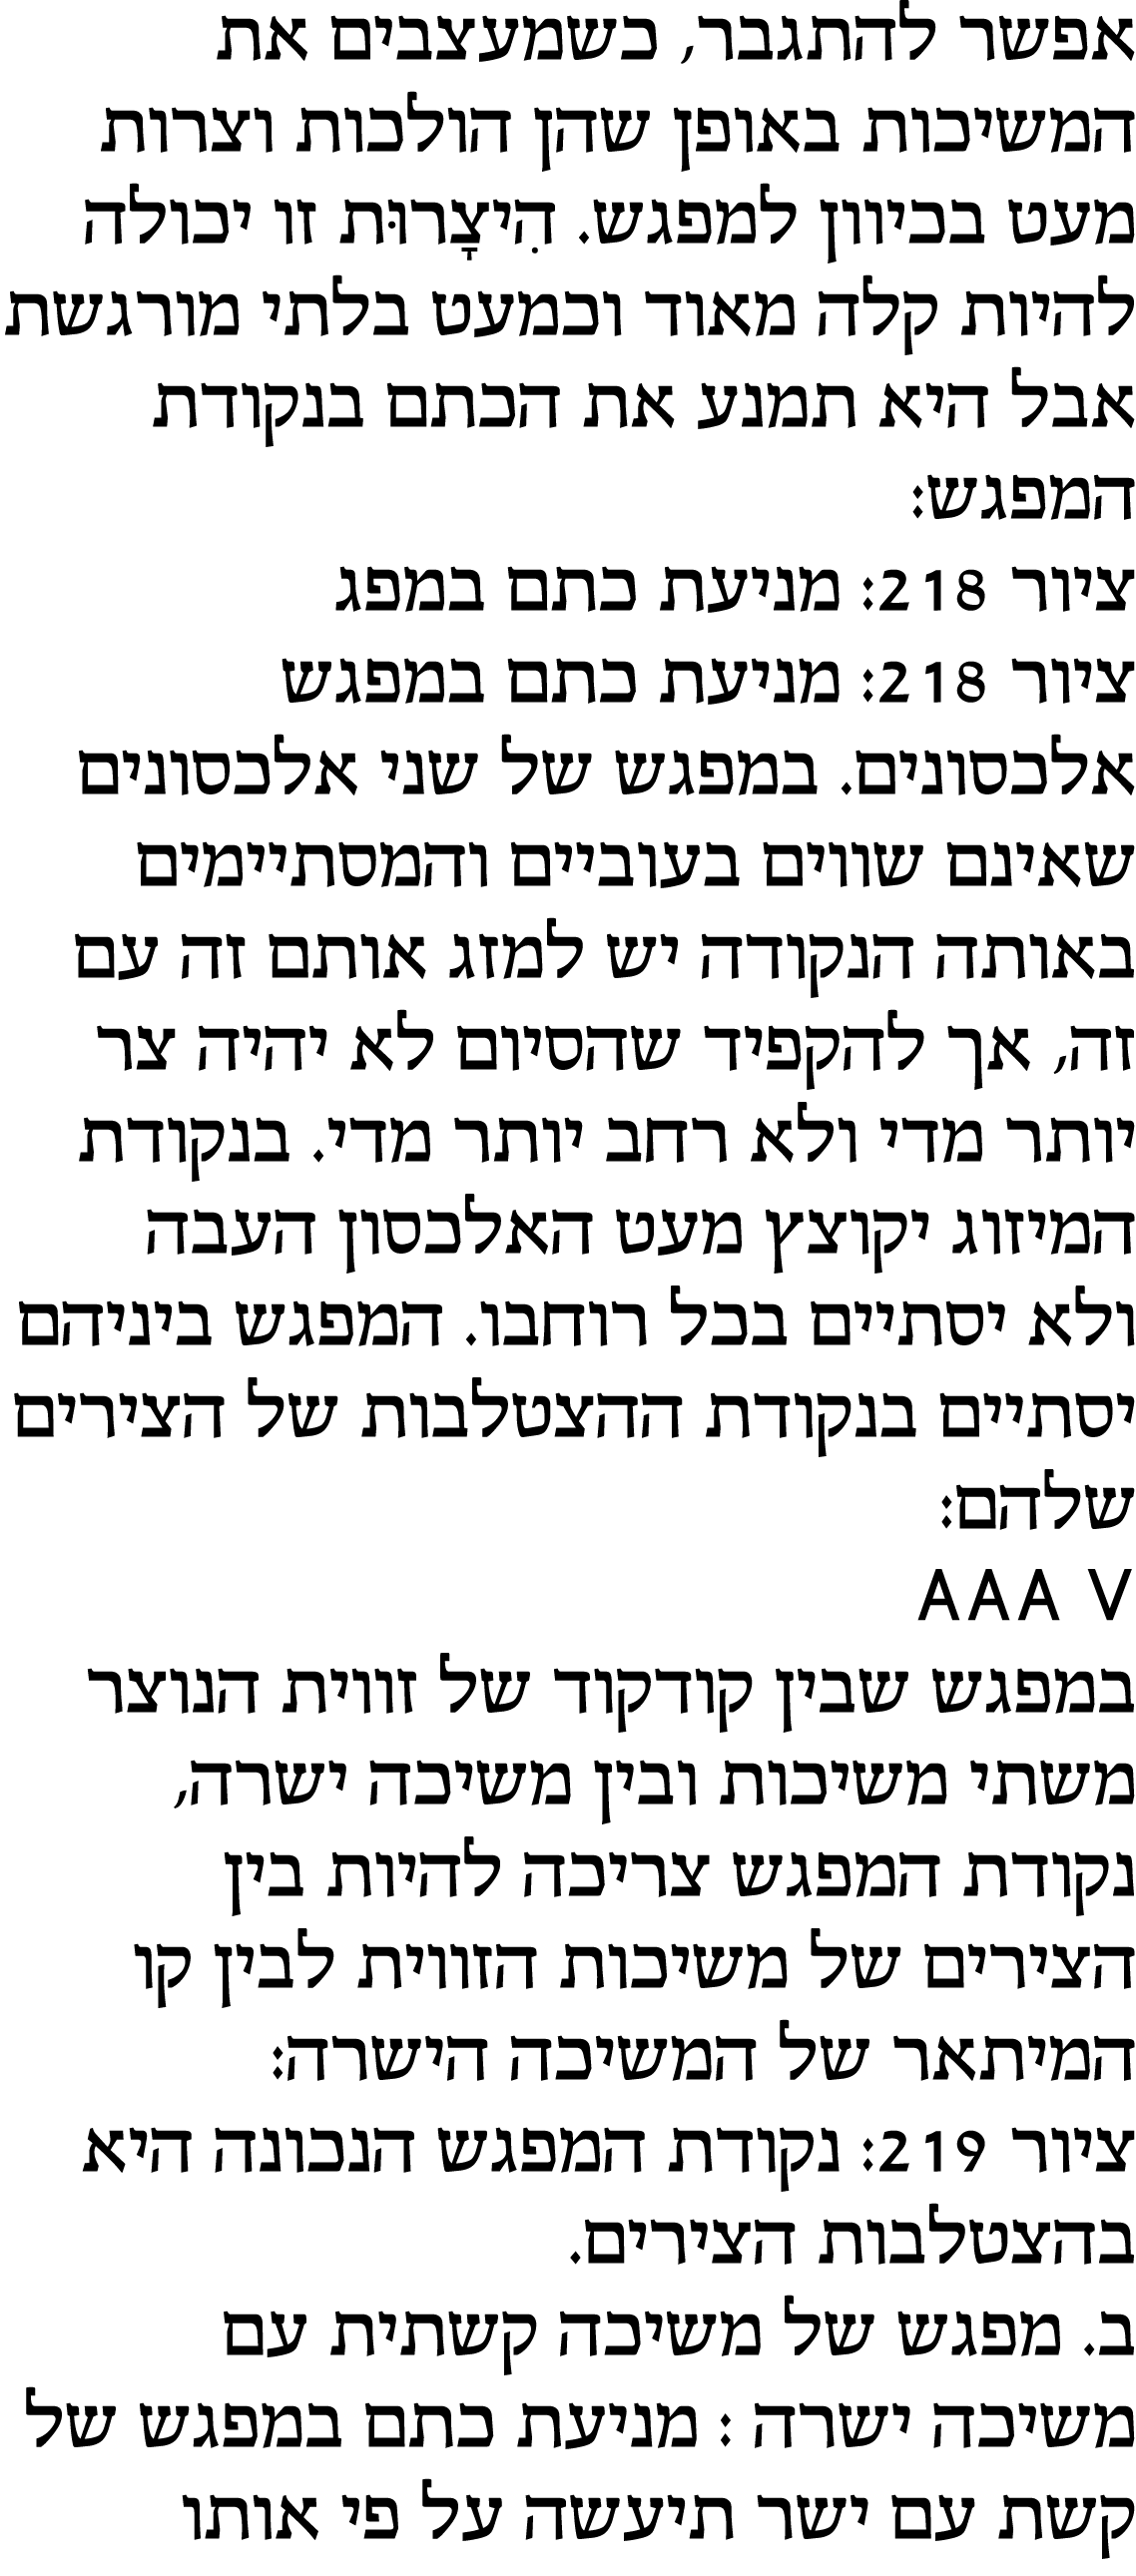 אפשר להתגבר, כשמעצבים את
המשיכות באופן שהן הולכות וצרות
מעט בכיוון למפגש. הִיצָרוּת זו יכולה
להיות קלה מאוד וכמעט בלתי מורגשת
אבל היא תמנע את הכתם בנקודת
המפגש:
ציור 218: מניעת כתם במפג
ציור 218: מניעת כתם במפגש
אלכסונים. במפגש של שני אלכסונים
שאינם שווים בעוביים והמסתיימים
באותה הנקודה יש למזג אותם זה עם
זה, אך להקפיד שהסיום לא יהיה צר
יותר מדי ולא רחב יותר מדי. בנקודת
המיזוג יקוצץ מעט האלכסון העבה
ולא יסתיים בכל רוחבו. המפגש ביניהם
יסתיים בנקודת ההצטלבות של הצירים
שלהם:
AAA V
במפגש שבין קודקוד של זווית הנוצר
משתי משיכות ובין משיכה ישרה,
נקודת המפגש צריכה להיות בין
הצירים של משיכות הזווית לבין קו
המיתאר של המשיכה הישרה:
ציור 219: נקודת המפגש הנכונה היא
בהצטלבות הצירים.
ב. מפגש של משיכה קשתית עם
משיכה ישרה : מניעת כתם במפגש של
קשת עם ישר תיעשה על פי אותו